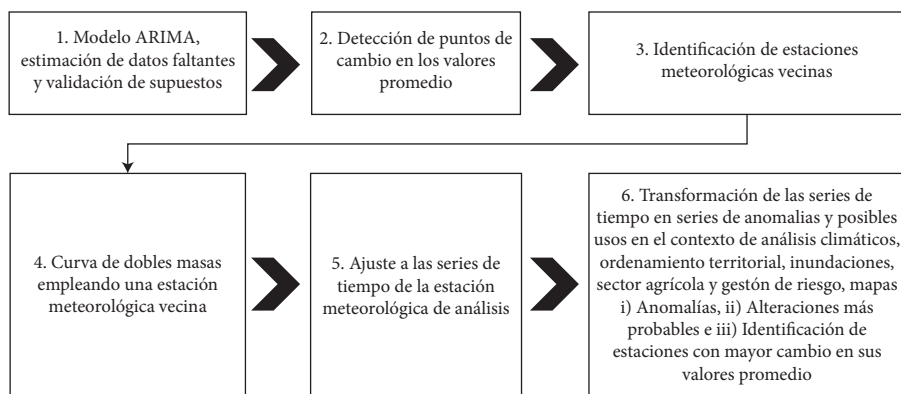 1. Modelo ARIMA,
estimación de datos faltantes
y validación de supuestos
2. Detección de puntos de
cambio en los valores
promedio
3. Identificación de estaciones
meteorológicas vecinas
4. Curva de dobles masas
empleando una estación
meteorológica vecina
5. Ajuste a las series de
tiempo de la estación
meteorológica de análisis
6. Transformación de las series de
tiempo en series de anomalias y posibles
usos en el contexto de análisis climáticos,
ordenamiento territorial, inundaciones,
sector agrícola y gestión de riesgo, mapas
i) Anomalías, ii) Alteraciones más
probables e iii) Identificación de
estaciones con mayor cambio en sus
valores promedio